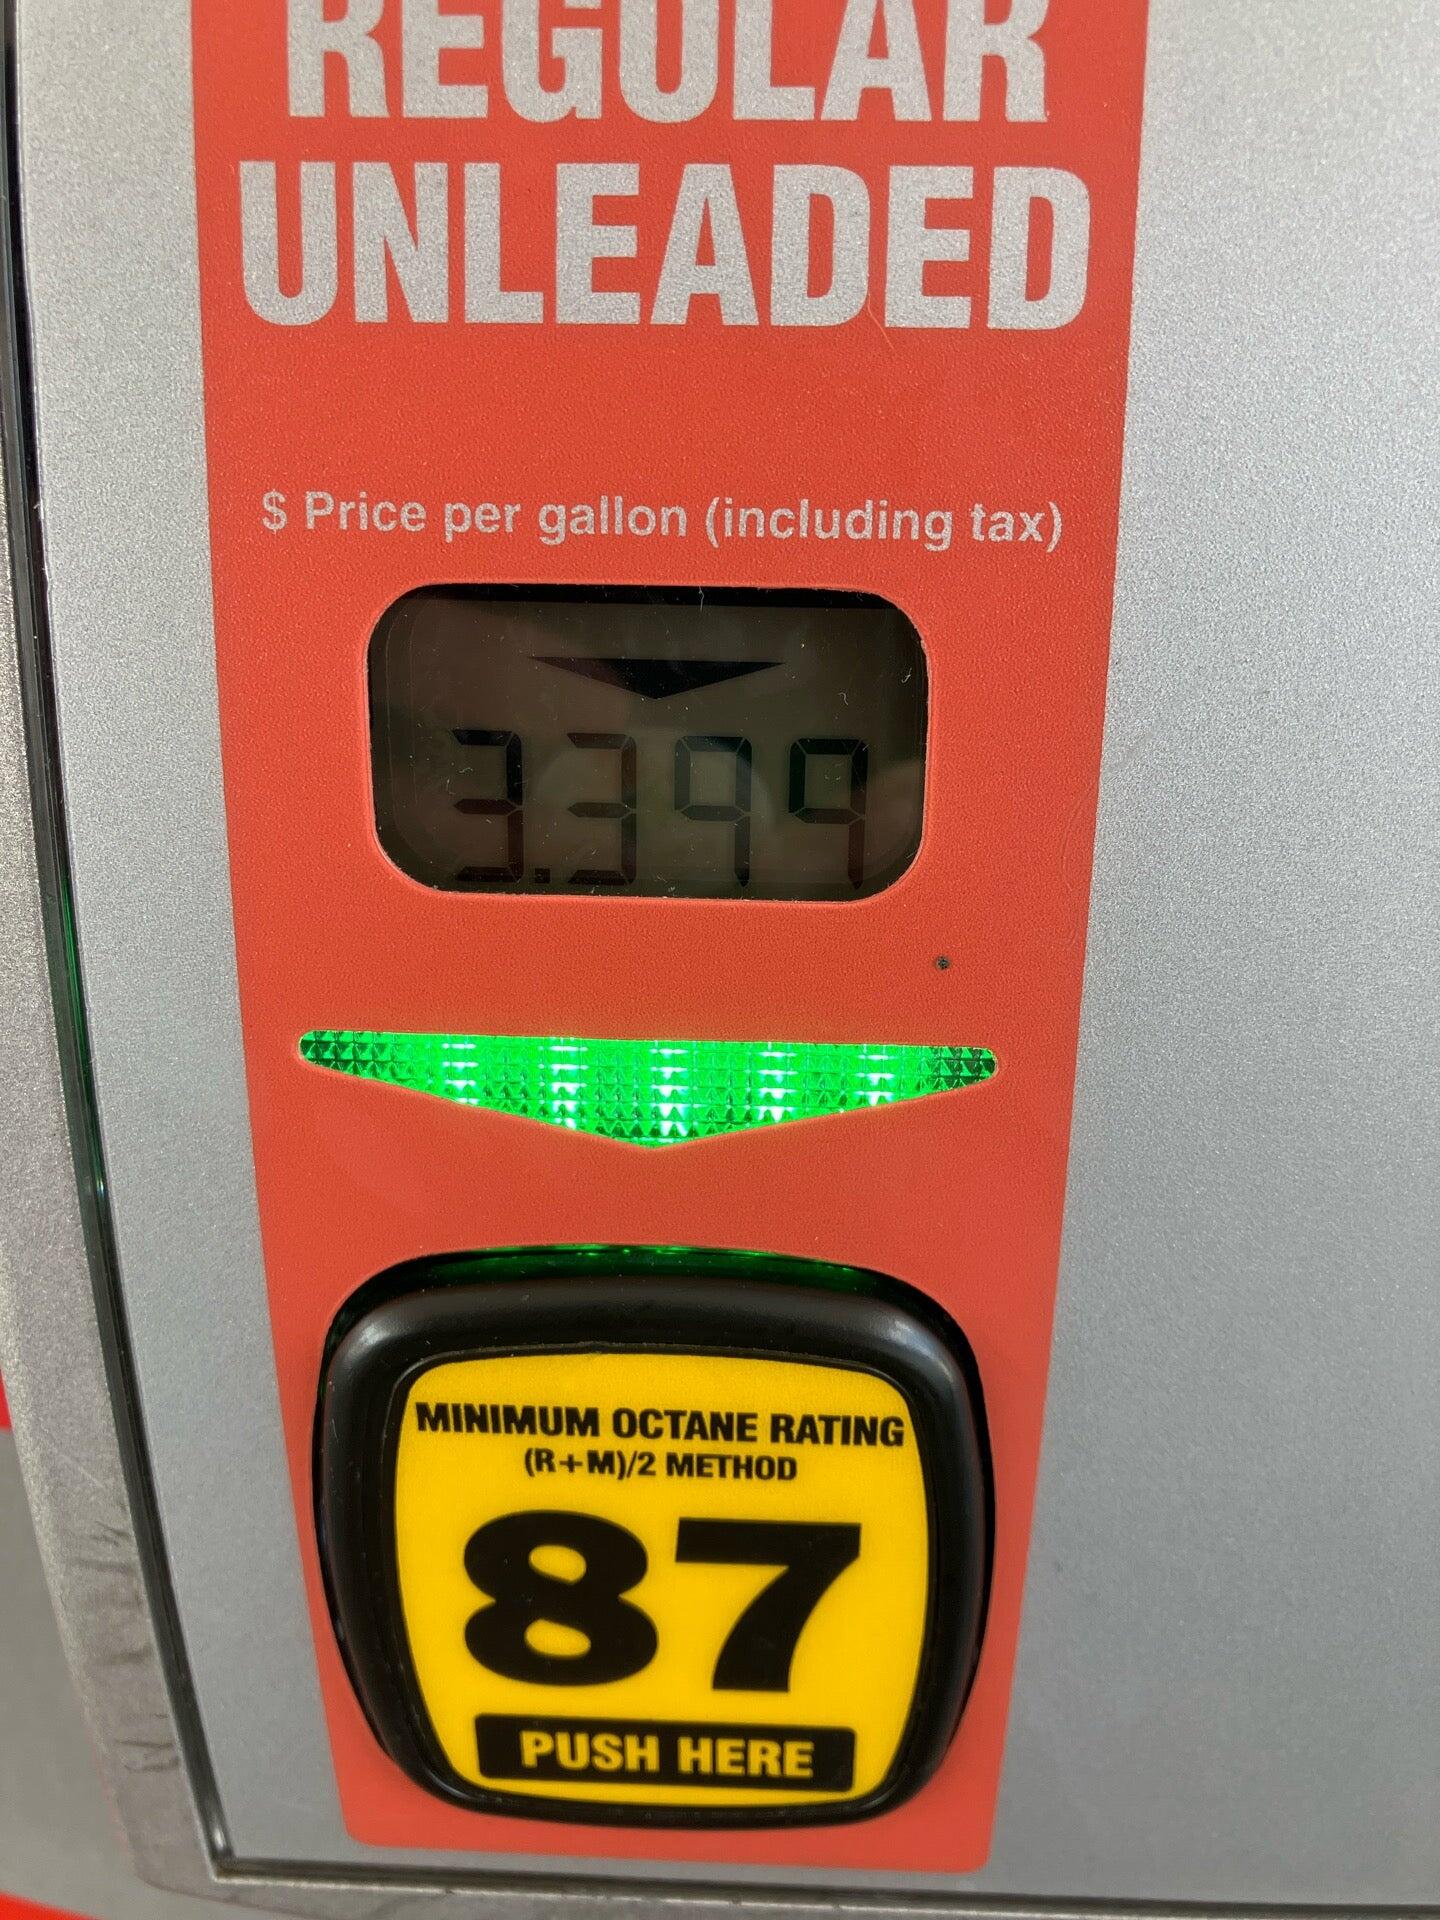 REGULAR
UNLEADED
$ Price per gallon (including tax)
3.399
MINIMUM OCTANE RATING
(R+M)/2 METHOD
87
PUSH HERE